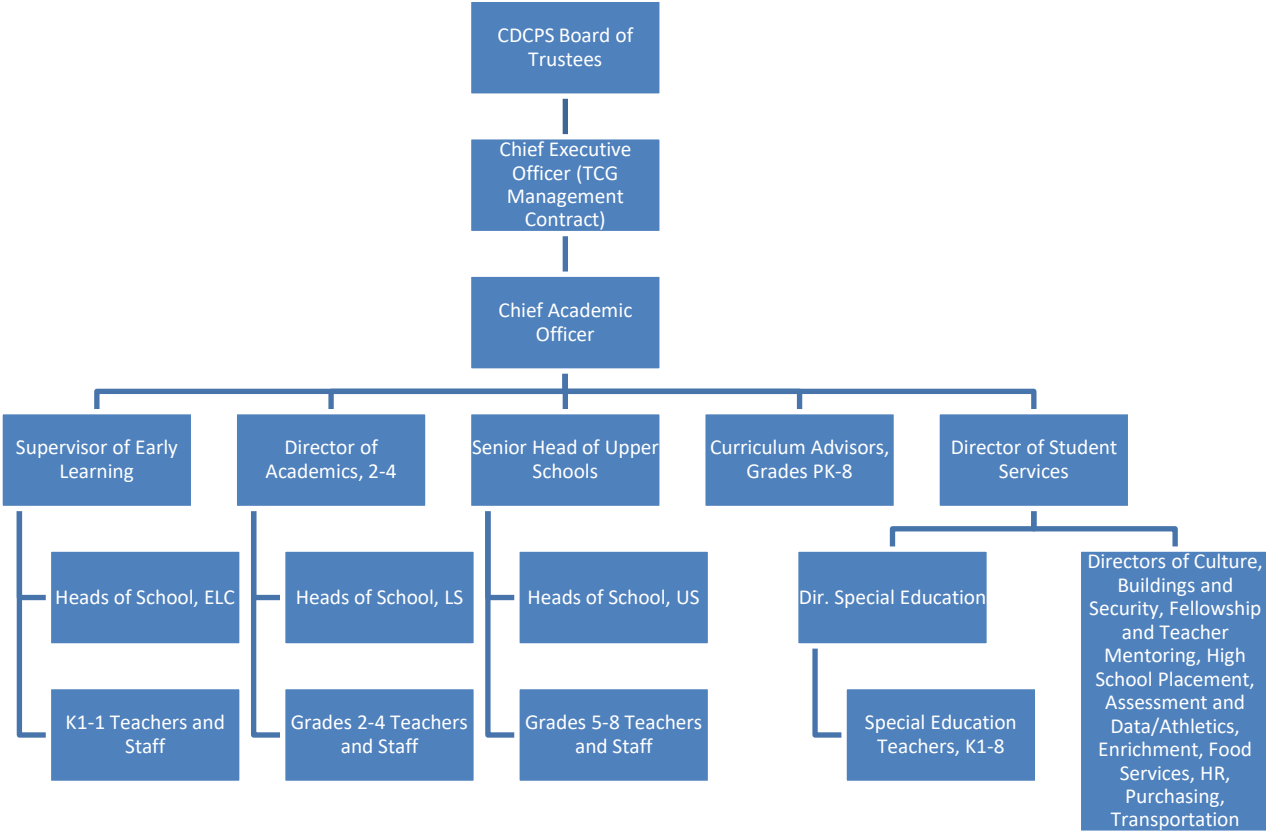 CDCPS Board of
Trustees
Chief Executive
Officer (TCG
Management
Contract)
Chief Academic
Officer
Supervisor of Early
Learning
Director of
Academics, 2-4
Senior Head of Upper
Schools
Curriculum Advisors,
Grades PK-8
Director of Student
Services
Heads of School, ELC
Heads of School, LS
Heads of School, US
Dir. Special Education
Directors of Culture,
Buildings and
Security, Fellowship
and Teacher
Mentoring, High
School Placement,
Assessment and
Data/Athletics,
Enrichment, Food
Services, HR,
Purchasing,
Transportation
K1-1 Teachers and
Staff
Grades 2-4 Teachers
and Staff
Grades 5-8 Teachers
and Staff
Special Education
Teachers, K1-8